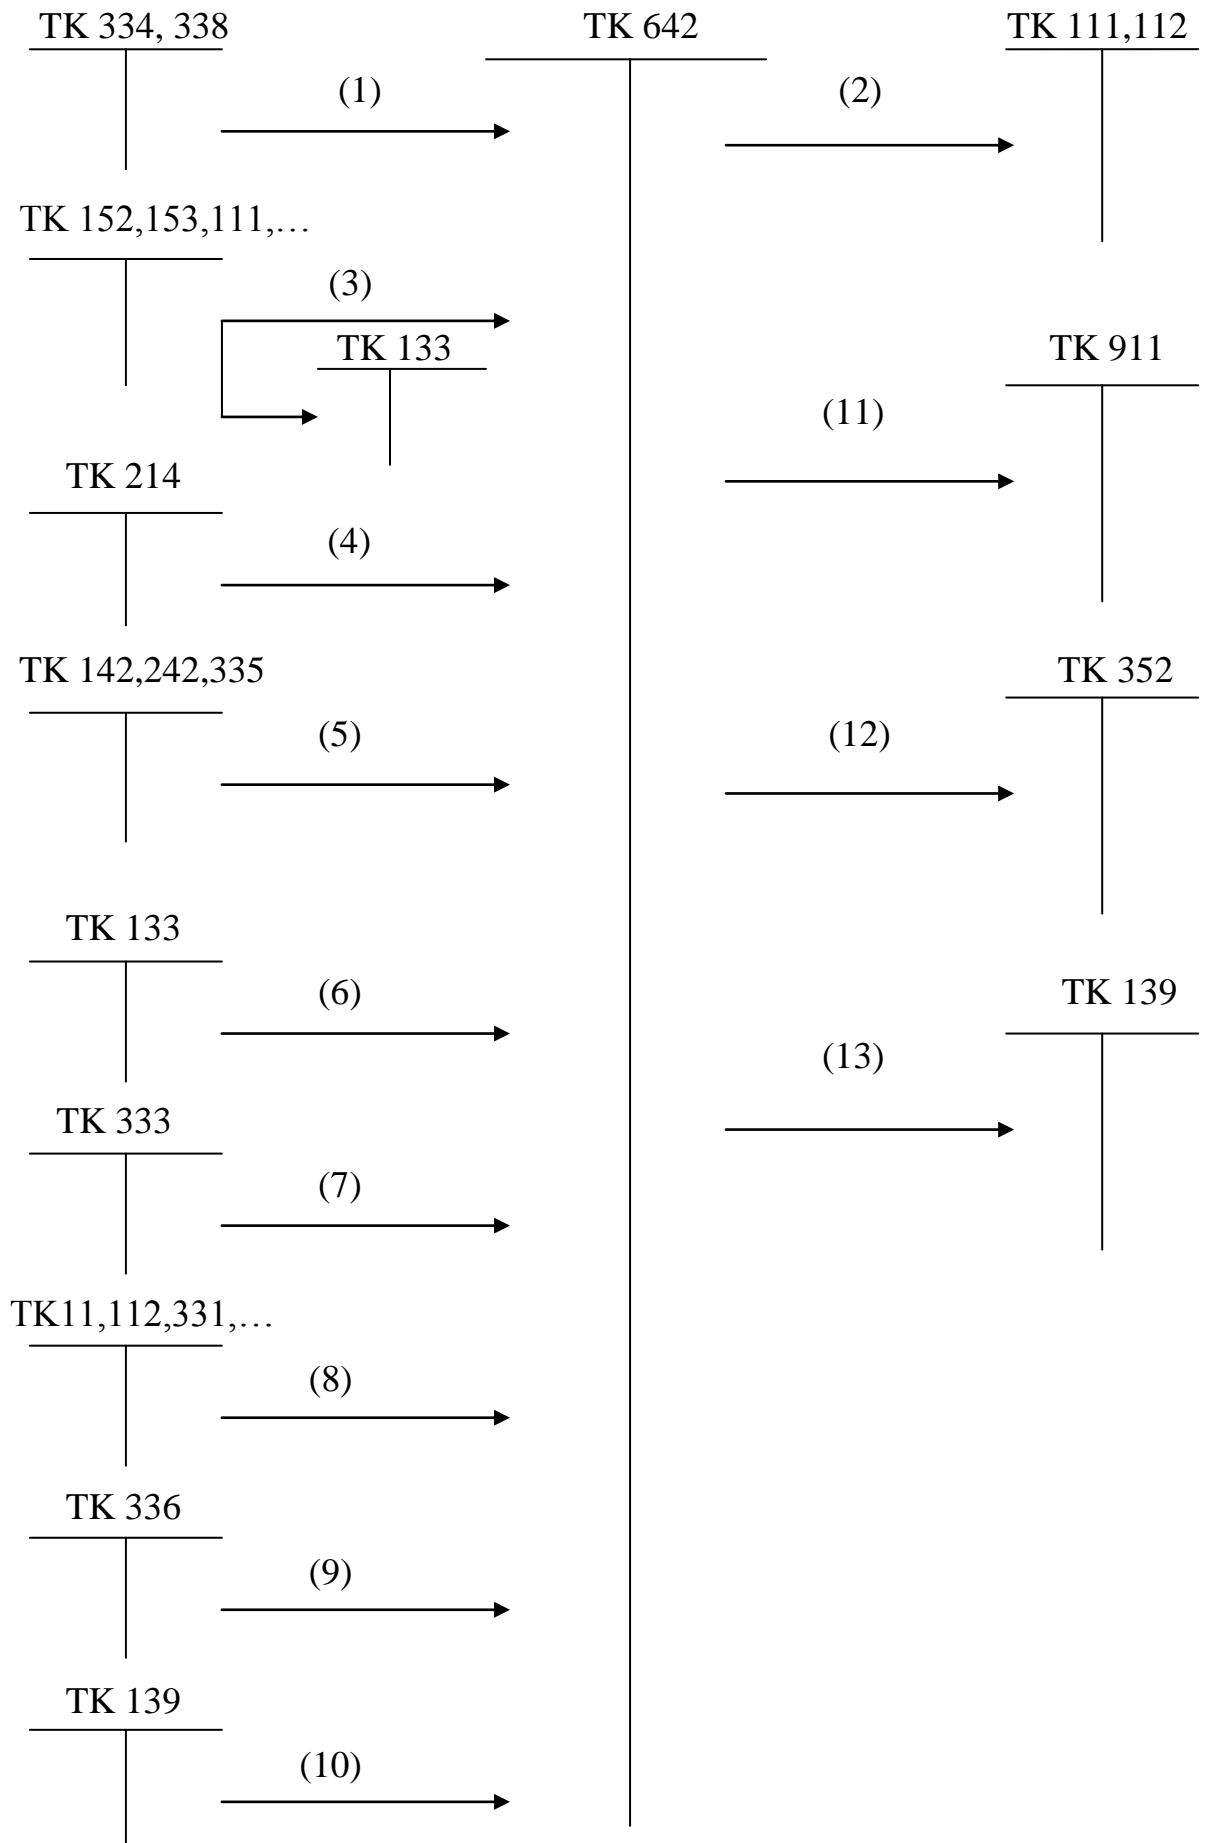 TK 334, 338
TK 642
TK 111,112
(1)
(2)
TK 152,153,111,…
(3)
TK 133
TK 911
(11)
TK 214
(4)
TK 142,242,335
TK 352
(5)
(12)
TK 133
(6)
TK 139
(13)
TK 333
(7)
TK11,112,331,…
(8)
TK 336
(9)
TK 139
(10)